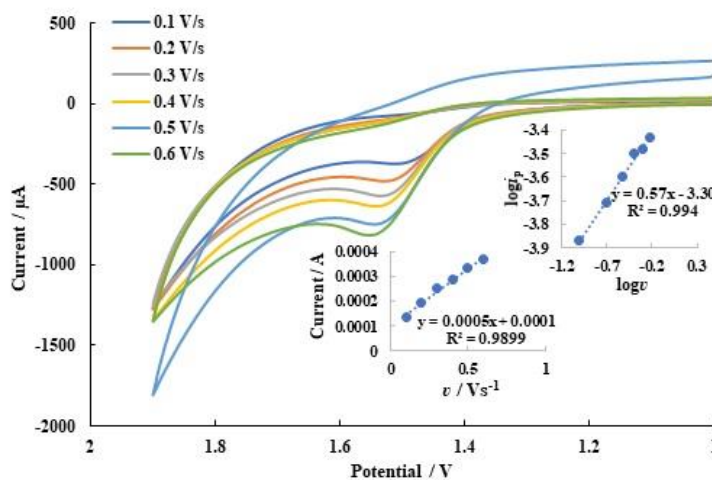 500
0
-500
-1000
-1500
-2000
Current / µA
2
1.8
1.6
1.4
1.2
Potential / V
0.1 V/s
0.2 V/s
0.3 V/s
0.4 V/s
0.5 V/s
0.6 V/s
0.0004
0.0003
0.0002
0.0001
0
Current / A
y = 0.0005x + 0.0001
R² = 0.9899
0
0.5
1
v / Vs⁻¹
-3.4
-3.5
-3.6
-3.7
-3.8
-3.9
logiₚ
y = 0.57x - 3.30
R² = 0.994
-1.2
-0.7
-0.2
0.3
logv